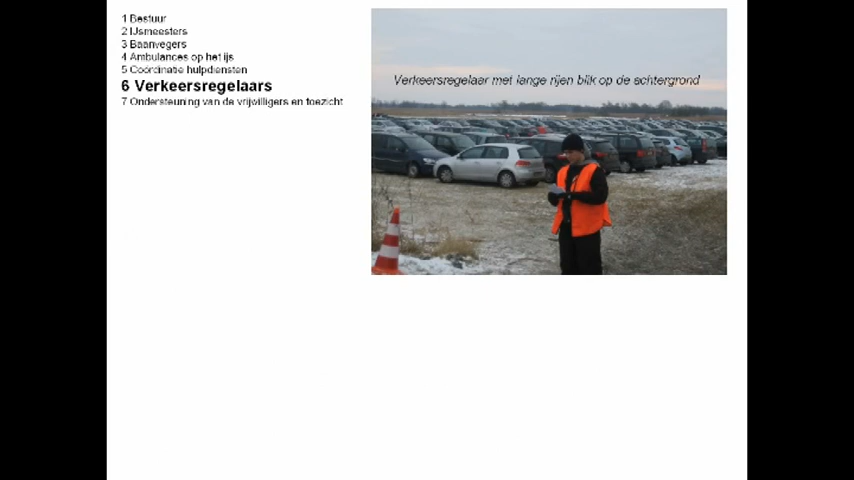 1 Bestuur
2 IJsmeesters
3 Baanvegers
4 Ambulances op het ijs
5 Coördinatie hulpdiensten
6 Verkeersregelaars
7 Ondersteuning van de vrijwilligers en toezicht
Verkeersregelaar met lange rijen blik op de achtergrond